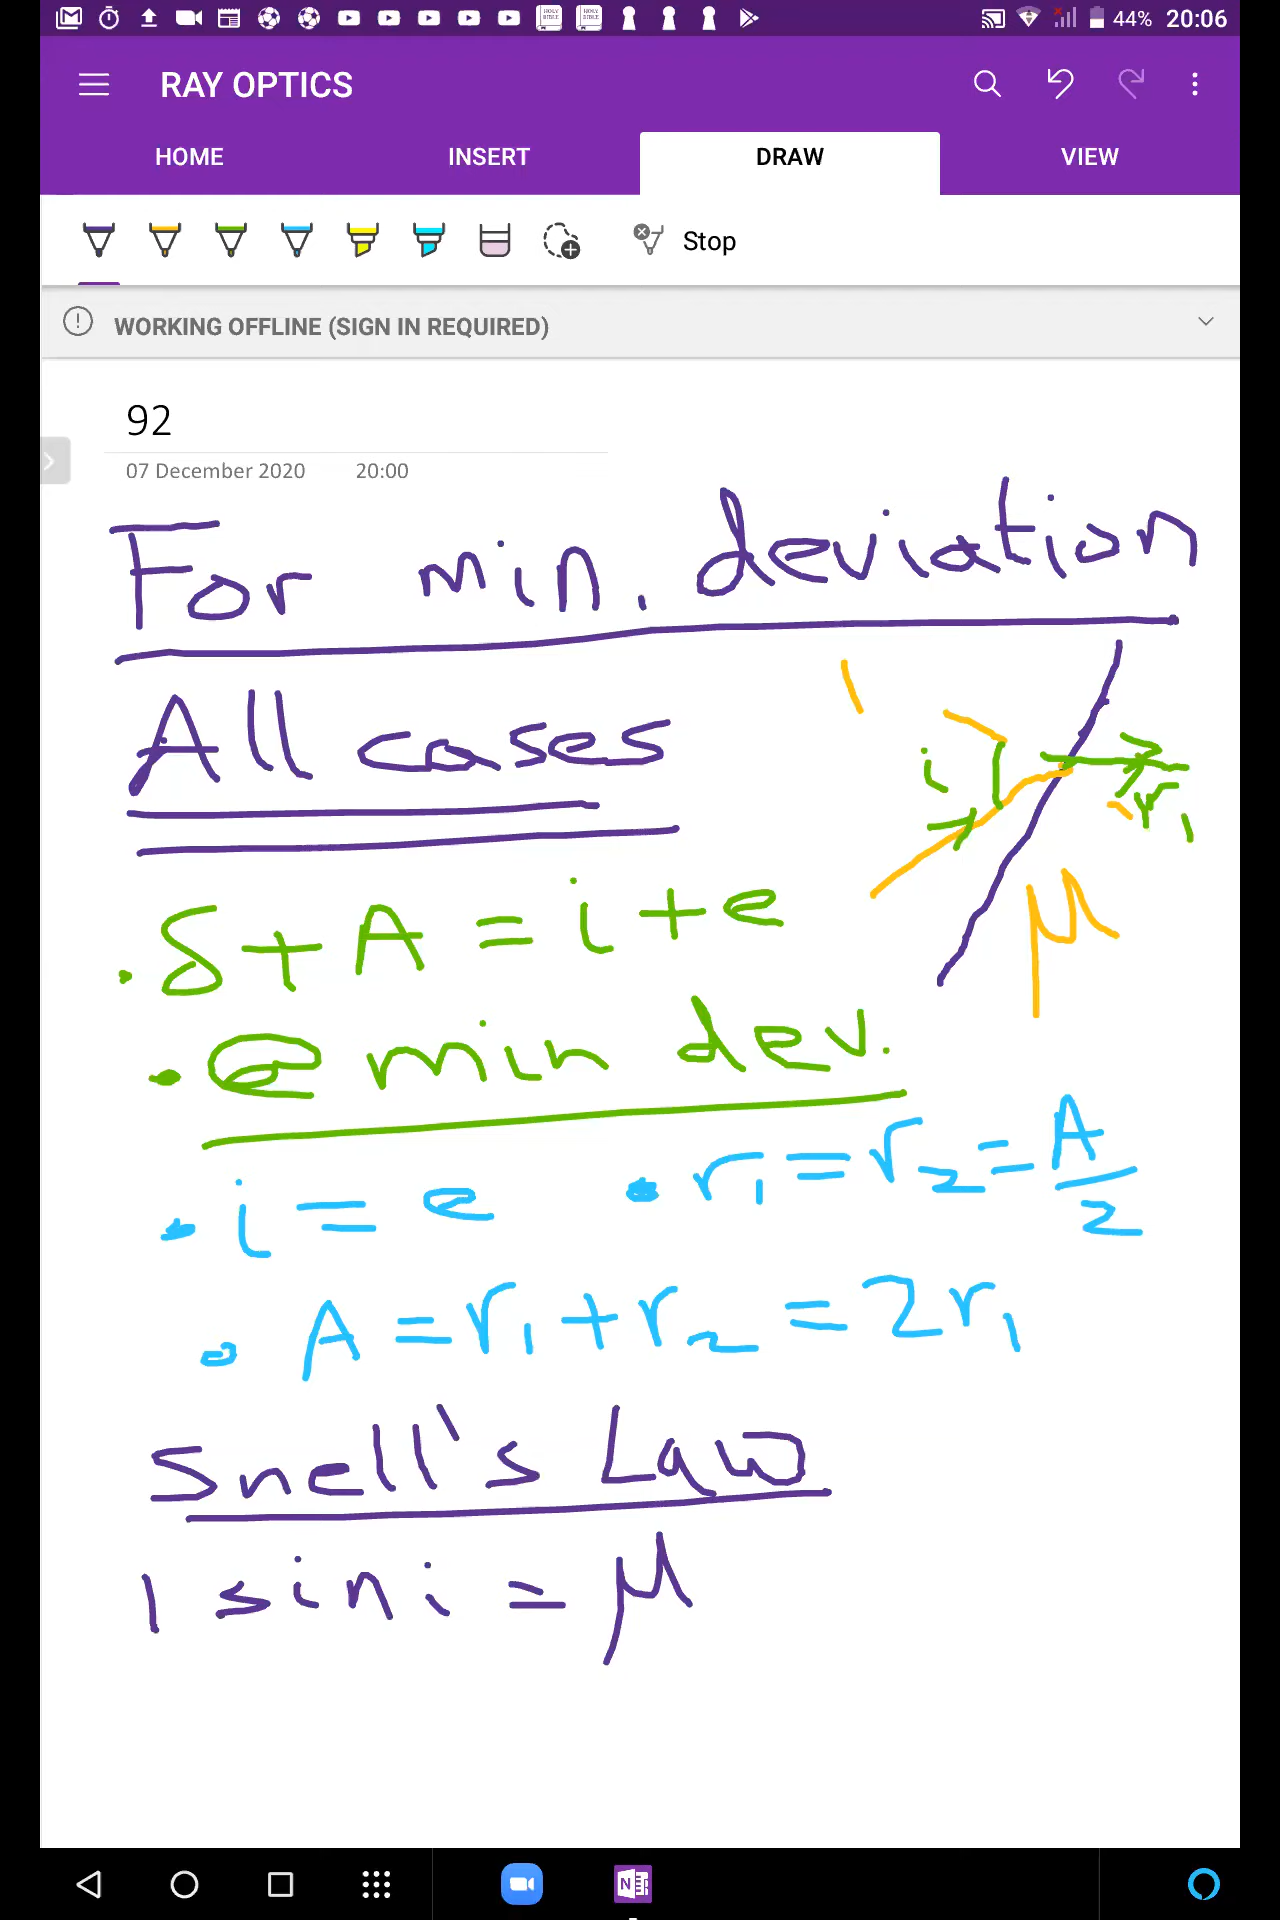 44% 20:06
RAY OPTICS
HOME INSERT DRAW VIEW
Stop
WORKING OFFLINE (SIGN IN REQUIRED)
92
07 December 2020 20:00
For min. deviation
All cases
i
r₁
μ
. δ + A = i + e
. @ min dev.
. i = e . r₁ = r₂ = A/2
. A = r₁ + r₂ = 2r₁
Snell's Law
1 sin i = μ